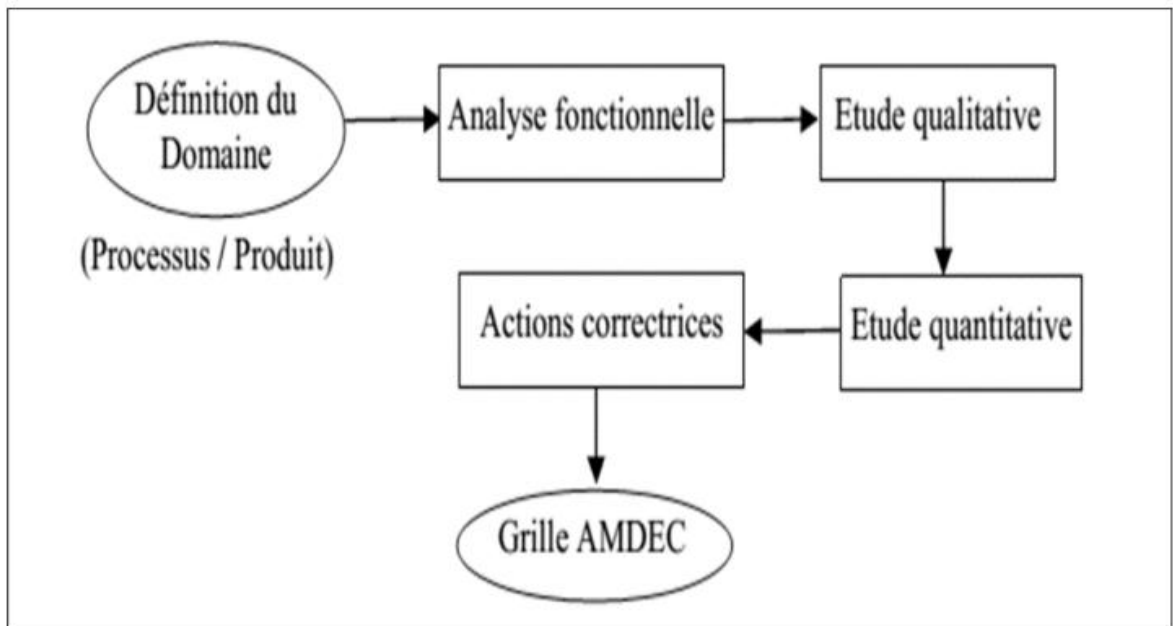 Définition du
Domaine
(Processus / Produit)
Analyse fonctionnelle
Etude qualitative
Etude quantitative
Actions correctrices
Grille AMDEC